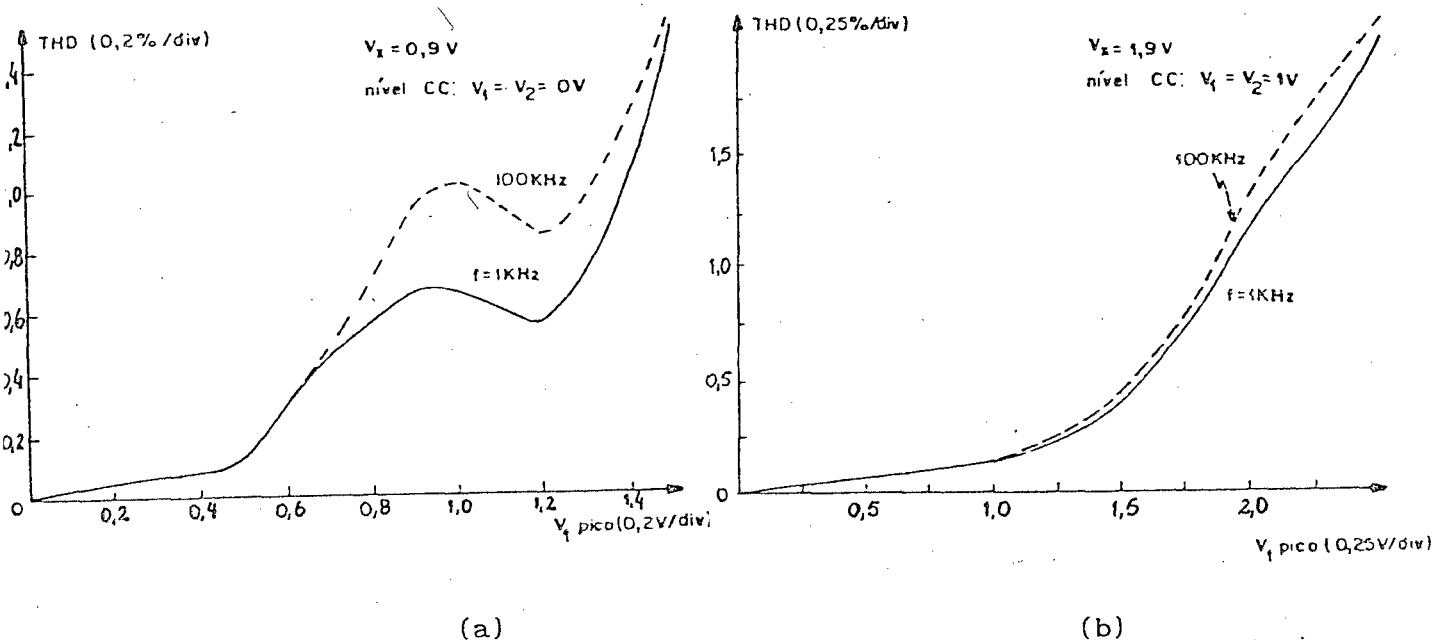 THD (0,2%/div)
Vx = 0,9 V
nível CC: V1 = V2 = 0V
,4
,2
,0
0,8
0,6
0,4
0,2
0
100KHz
f=1KHz
0,2
0,4
0,6
0,8
1,0
1,2
1,4
V1 pico (0,2V/div)
(a)
THD (0,25%/div)
Vx = 1,9 V
nível CC: V1 = V2 = 1V
1,5
1,0
0,5
0
100KHz
f=1KHz
0,5
1,0
1,5
2,0
V1 pico (0,25V/div)
(b)